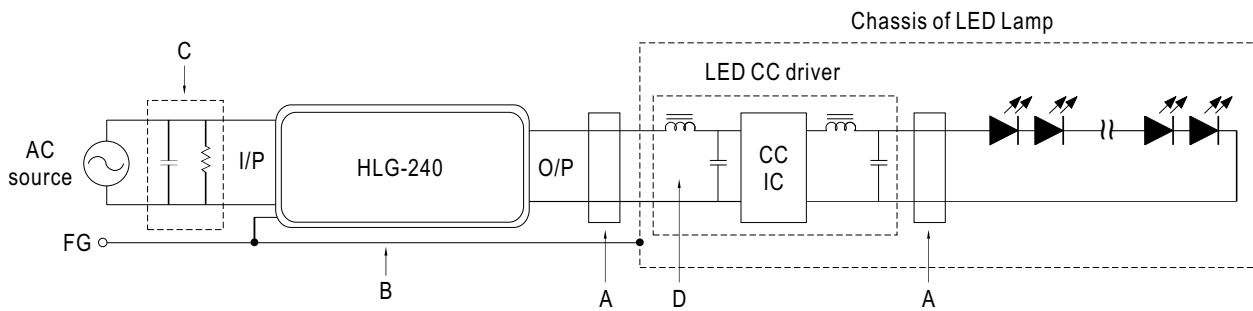 Chassis of LED Lamp
C
LED CC driver
AC
source
I/P
HLG-240
O/P
CC
IC
FG
B
A
D
A